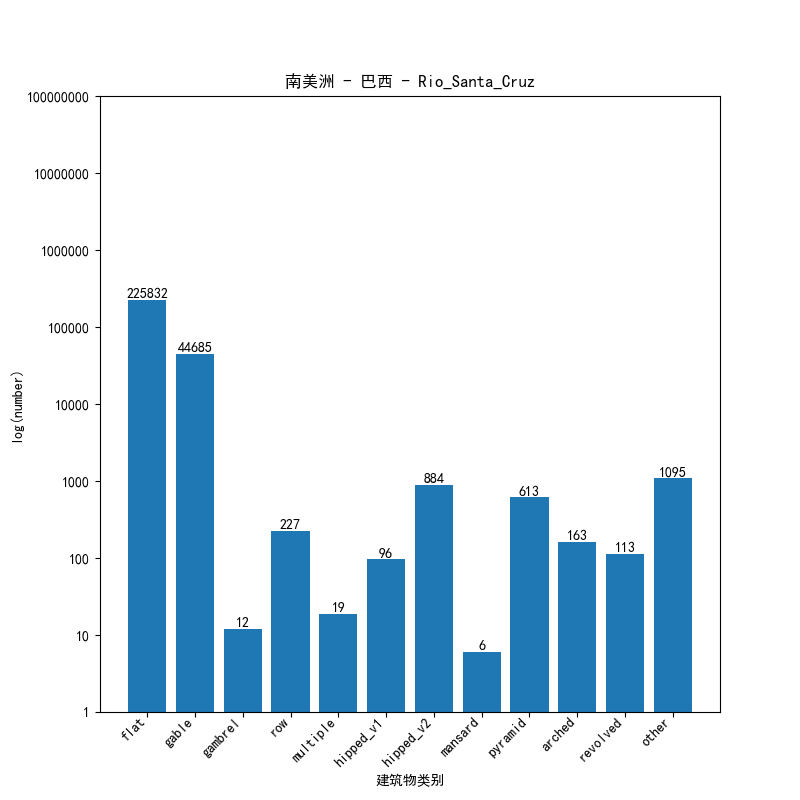 南美洲 - 巴西 - Rio_Santa_Cruz
100000000
10000000
1000000
100000
10000
1000
100
10
1
log(number)
225832
44685
12
227
19
96
884
6
613
163
113
1095
flat
gable
gambrel
row
multiple
hipped_v1
hipped_v2
mansard
pyramid
arched
revolved
other
建筑物类别